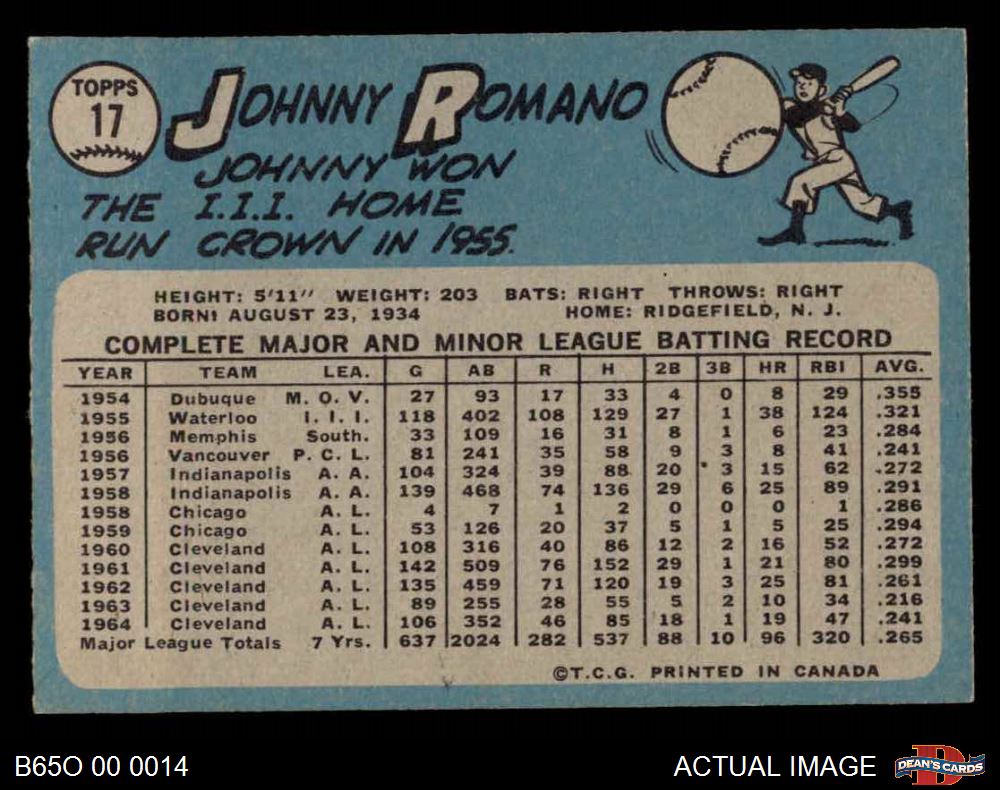 TOPPS
17
JOHNNY ROMANO
JOHNNY WON
THE I.I.I. HOME
RUN CROWN IN 1955.
HEIGHT: 5'11" WEIGHT: 203 BATS: RIGHT THROWS: RIGHT
BORN: AUGUST 23, 1934 HOME: RIDGEFIELD, N. J.
COMPLETE MAJOR AND MINOR LEAGUE BATTING RECORD
YEAR TEAM LEA. G AB R H 2B 3B HR RBI AVG.
1954 Dubuque M. O. V. 27 93 17 33 4 0 8 29 .355
1955 Waterloo I. I. I. 118 402 108 129 27 1 38 124 .321
1956 Memphis South. 33 109 16 31 8 1 6 23 .284
1956 Vancouver P. C. L. 81 241 35 58 9 3 8 41 .241
1957 Indianapolis A. A. 104 324 39 88 20 3 15 62 .272
1958 Indianapolis A. A. 139 468 74 136 29 6 25 89 .291
1958 Chicago A. L. 4 7 1 2 0 0 0 1 .286
1959 Chicago A. L. 53 126 20 37 5 1 5 25 .294
1960 Cleveland A. L. 108 316 40 86 12 2 16 52 .272
1961 Cleveland A. L. 142 509 76 152 29 1 21 80 .299
1962 Cleveland A. L. 135 459 71 120 19 3 25 81 .261
1963 Cleveland A. L. 89 255 28 55 5 2 10 34 .216
1964 Cleveland A. L. 106 352 46 85 18 1 19 47 .241
Major League Totals 7 Yrs. 637 2024 282 537 88 10 96 320 .265
©T.C.G. PRINTED IN CANADA
B65O 00 0014 ACTUAL IMAGE D DEAN'S CARDS